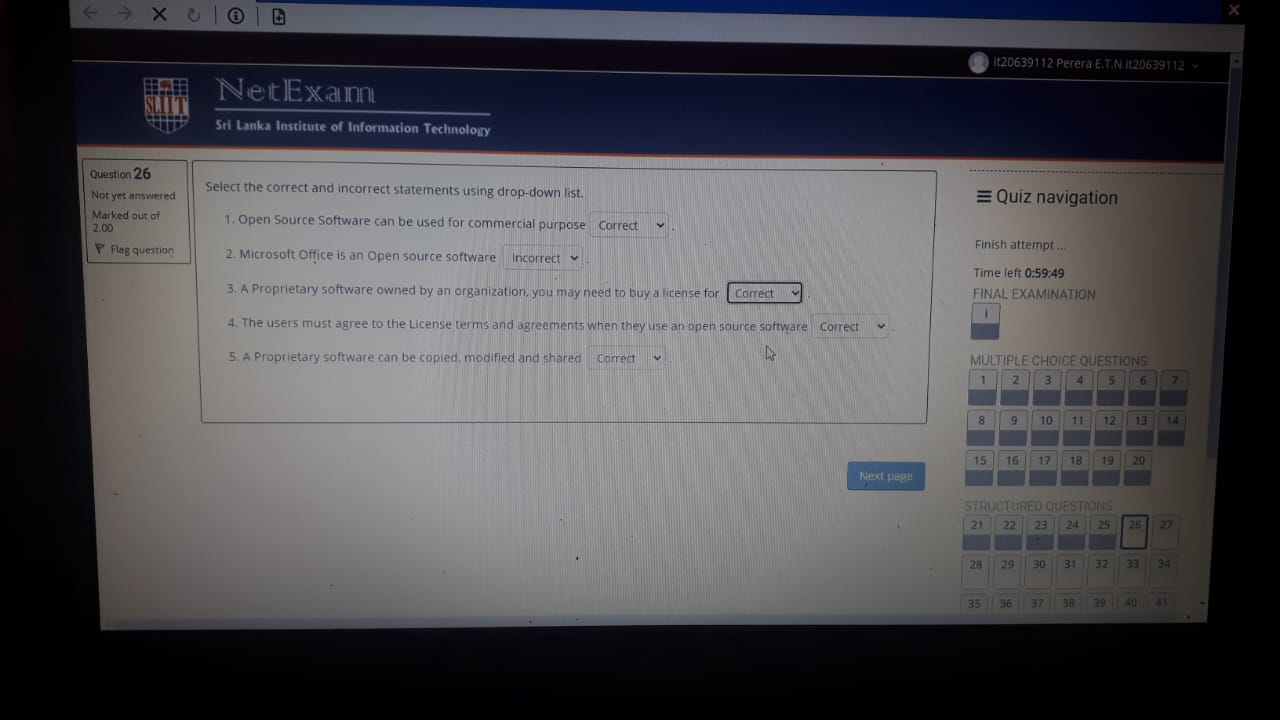 it20639112 Perera E.T.N it20639112
SLIIT
NetExam
Sri Lanka Institute of Information Technology
Question 26
Not yet answered
Marked out of
2.00
Flag question
Select the correct and incorrect statements using drop-down list.
1. Open Source Software can be used for commercial purpose Correct .
2. Microsoft Office is an Open source software Incorrect .
3. A Proprietary software owned by an organization, you may need to buy a license for Correct .
4. The users must agree to the License terms and agreements when they use an open source software Correct .
5. A Proprietary software can be copied, modified and shared Correct .
Next page
Quiz navigation
Finish attempt ...
Time left 0:59:49
FINAL EXAMINATION
i
MULTIPLE CHOICE QUESTIONS
1 2 3 4 5 6 7
8 9 10 11 12 13 14
15 16 17 18 19 20
STRUCTURED QUESTIONS
21 22 23 24 25 26 27
28 29 30 31 32 33 34
35 36 37 38 39 40 41